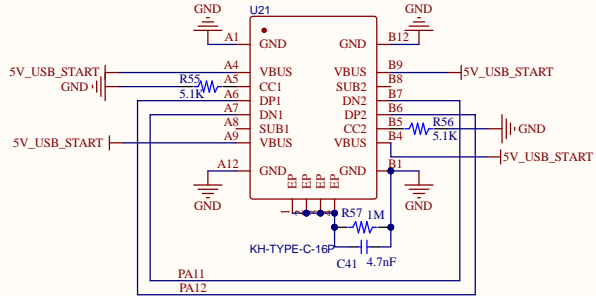 GND
U21
GND
A1
GND
GND
B12
5V_USB_START
A4
VBUS
VBUS
B9
5V_USB_START
GND
R55
5.1K
A5
CC1
SUB2
B8
A6
DP1
DN2
B7
A7
DN1
DP2
B6
A8
SUB1
CC2
B5
R56
5.1K
GND
5V_USB_START
A9
VBUS
VBUS
B4
5V_USB_START
A12
GND
GND
B1
GND
EP
EP
EP
EP
GND
1
R57
1M
KH-TYPE-C-16P
C41
4.7nF
PA11
PA12